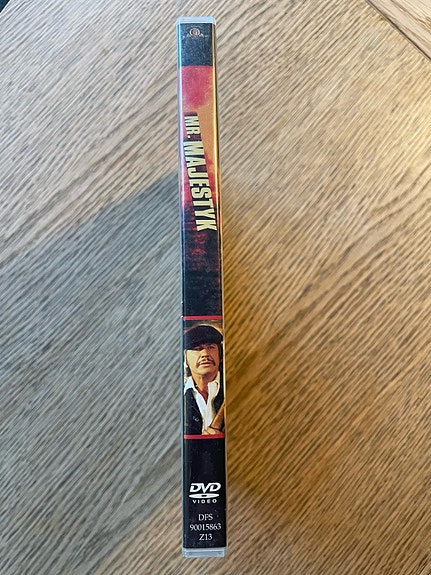 MR. MAJESTYK
DVD
VIDEO
DFS
90015863
Z13